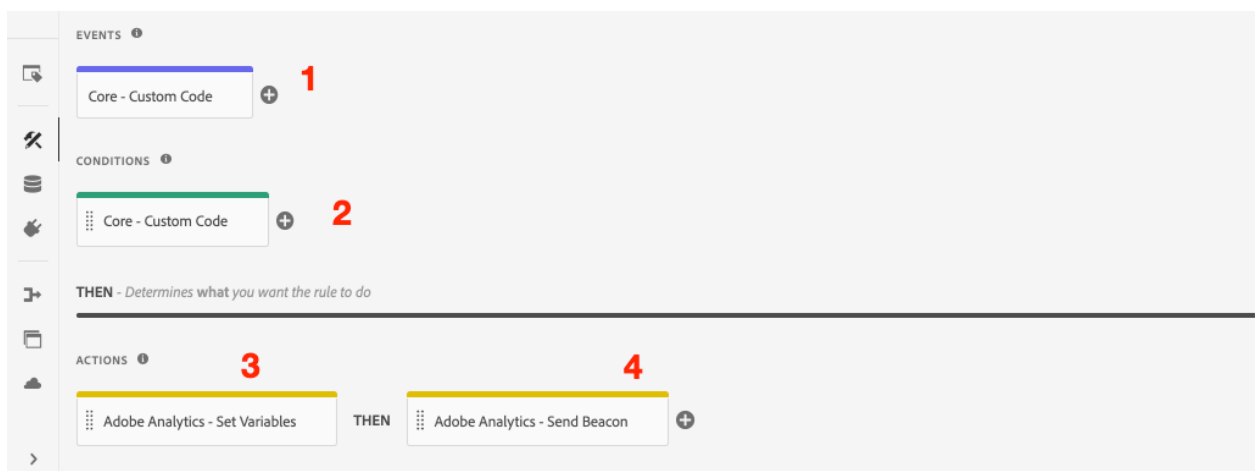 EVENTS
1
Core - Custom Code
CONDITIONS
2
Core - Custom Code
THEN - Determines what you want the rule to do
ACTIONS
3
4
Adobe Analytics - Set Variables THEN Adobe Analytics - Send Beacon